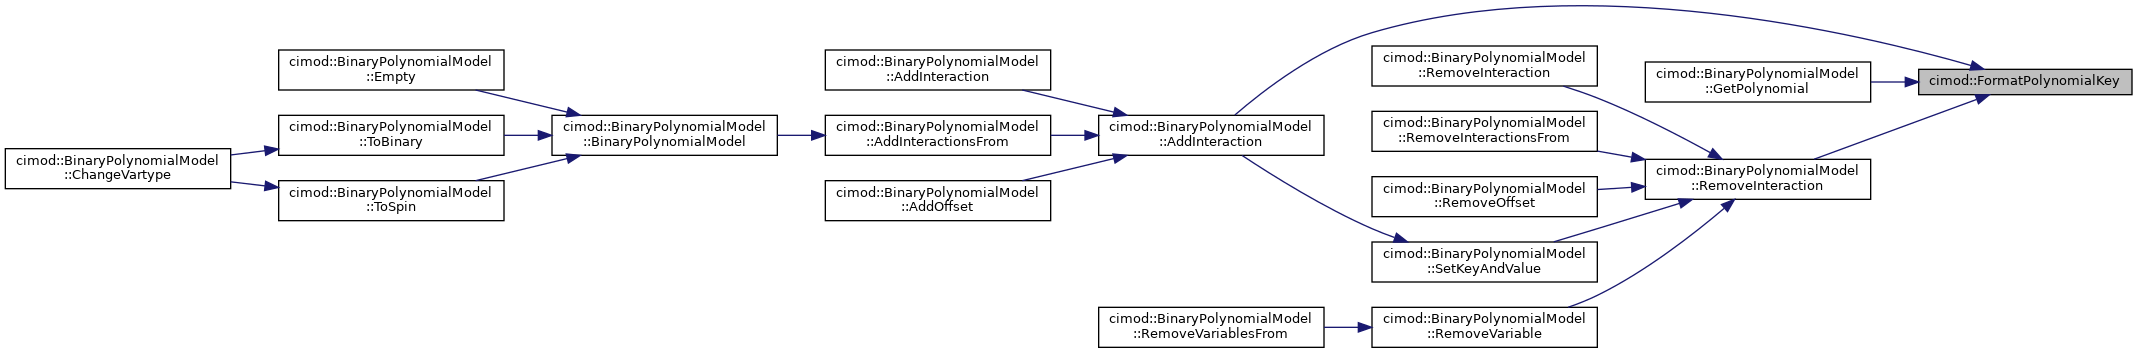 cimod::BinaryPolynomialModel
::ChangeVartype
cimod::BinaryPolynomialModel
::Empty
cimod::BinaryPolynomialModel
::ToBinary
cimod::BinaryPolynomialModel
::ToSpin
cimod::BinaryPolynomialModel
::BinaryPolynomialModel
cimod::BinaryPolynomialModel
::AddInteraction
cimod::BinaryPolynomialModel
::AddInteractionsFrom
cimod::BinaryPolynomialModel
::AddOffset
cimod::BinaryPolynomialModel
::AddInteraction
cimod::BinaryPolynomialModel
::RemoveVariablesFrom
cimod::BinaryPolynomialModel
::RemoveInteraction
cimod::BinaryPolynomialModel
::RemoveInteractionsFrom
cimod::BinaryPolynomialModel
::RemoveOffset
cimod::BinaryPolynomialModel
::SetKeyAndValue
cimod::BinaryPolynomialModel
::RemoveVariable
cimod::BinaryPolynomialModel
::GetPolynomial
cimod::BinaryPolynomialModel
::RemoveInteraction
cimod::FormatPolynomialKey